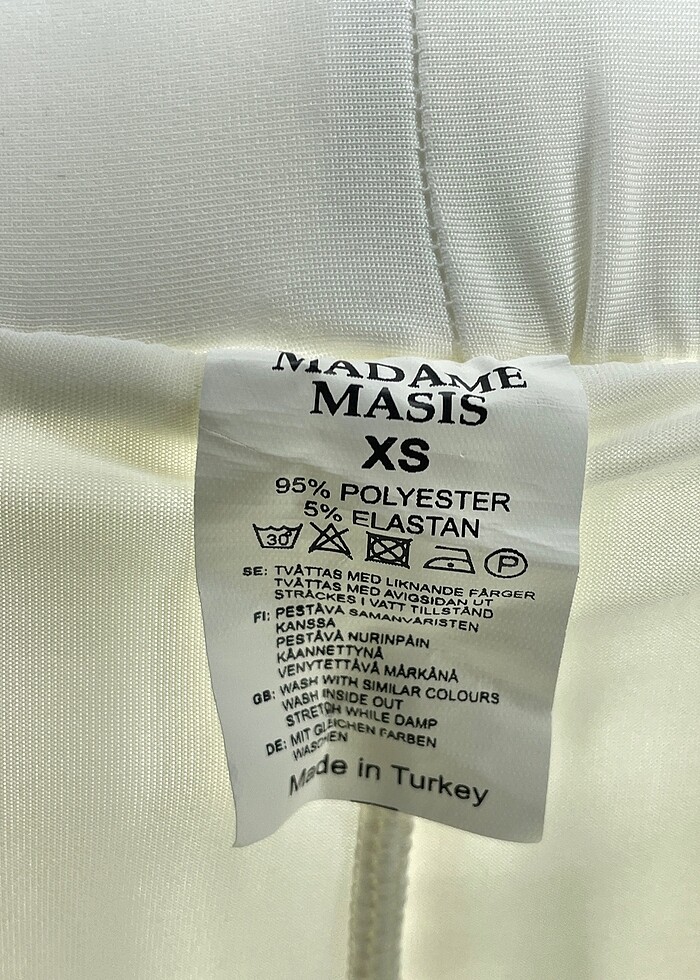 MADAME
MASIS
XS
95% POLYESTER
5% ELASTAN
30 P
SE: TVÄTTAS MED LIKNANDE FÄRGER
TVÄTTAS MED AVIGSIDAN UT
STRÄCKES I VATT TILLSTÅND
FI: PESTÄVÄ SAMANVÄRISTEN
KANSSA
PESTÄVÄ NURINPÄIN
KÄÄNNETTYNÄ
VENYTETTÄVÄ MÄRKÄNÄ
GB: WASH WITH SIMILAR COLOURS
WASH INSIDE OUT
STRETCH WHILE DAMP
DE: MIT GLEICHEN FARBEN
WASCHEN
Made in Turkey